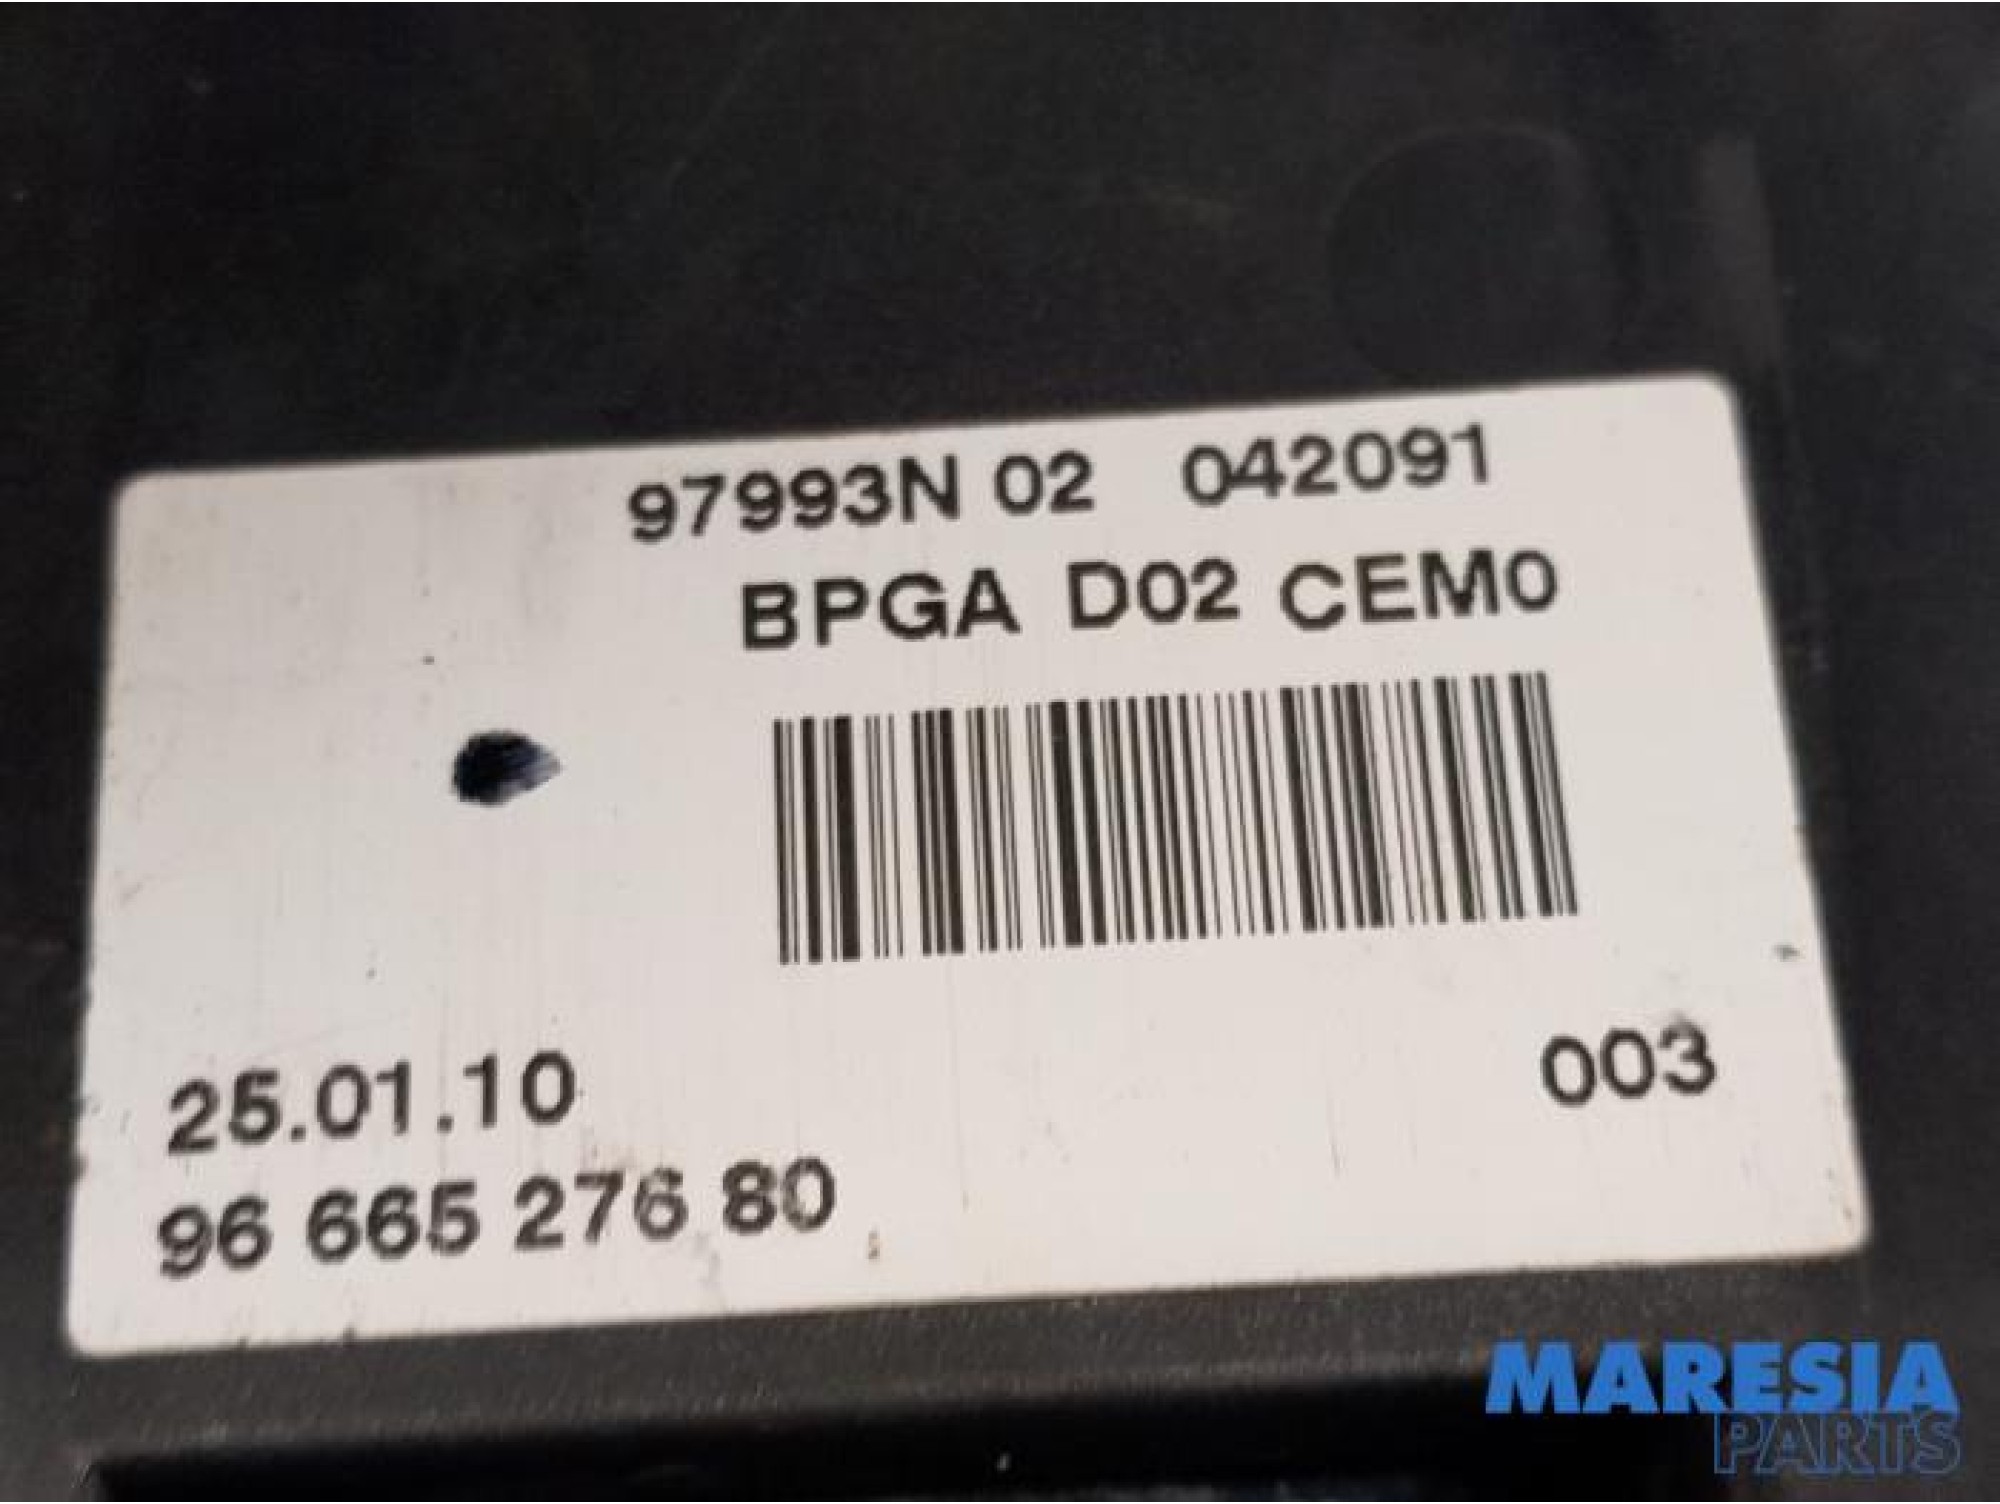 97993N 02 042091
BPGA D02 CEM0
003
25.01.10
96 665 276 80
MARESIA
PARTS